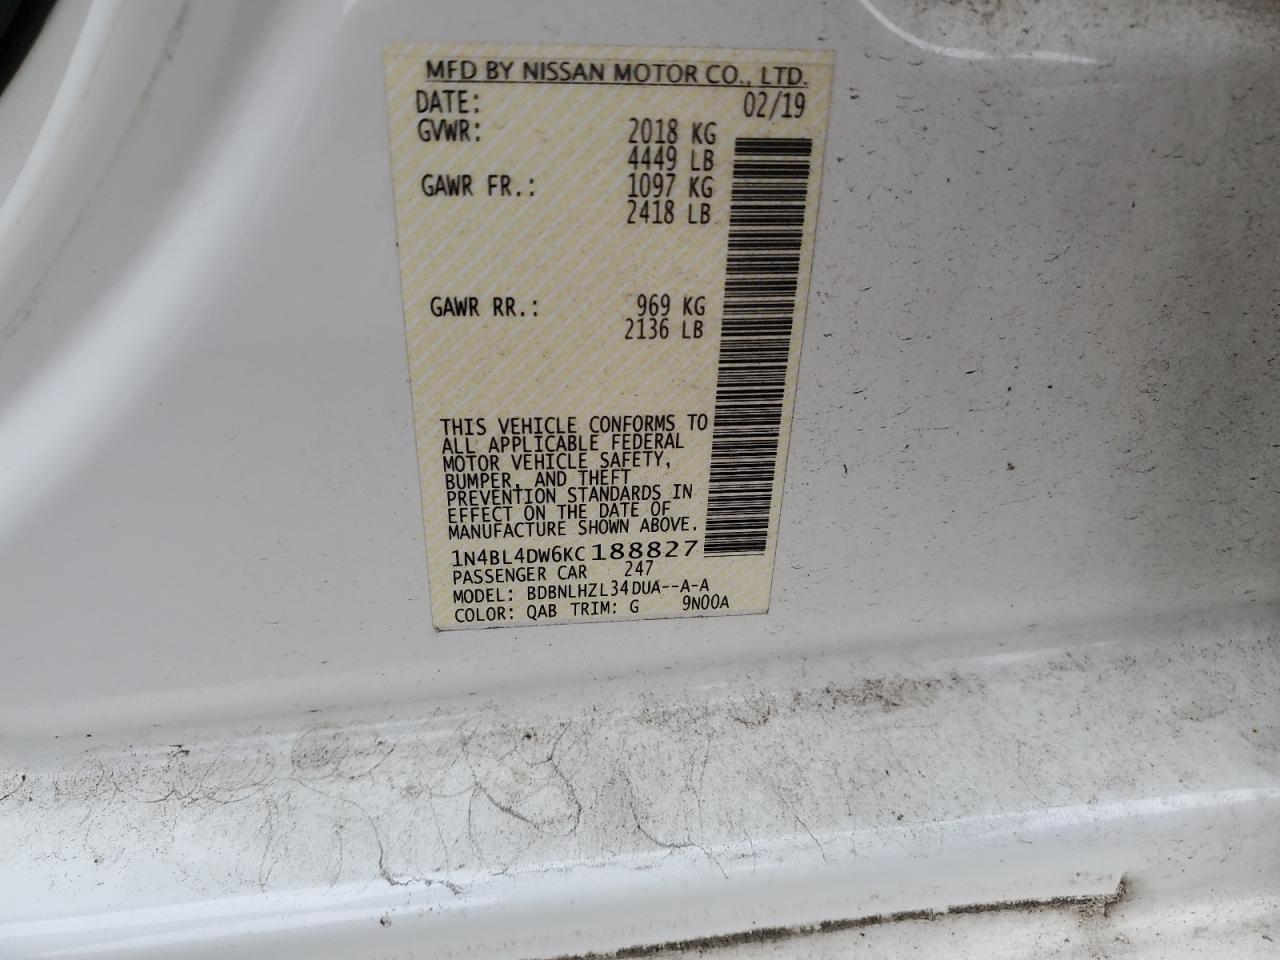 MFD BY NISSAN MOTOR CO., LTD.
DATE: 02/19
GVWR: 2018 KG
4449 LB
GAWR FR.: 1097 KG
2418 LB
GAWR RR.: 969 KG
2136 LB
THIS VEHICLE CONFORMS TO
ALL APPLICABLE FEDERAL
MOTOR VEHICLE SAFETY,
BUMPER, AND THEFT
PREVENTION STANDARDS IN
EFFECT ON THE DATE OF
MANUFACTURE SHOWN ABOVE.
1N4BL4DW6KC188827
PASSENGER CAR 247
MODEL: BDBNLHZL34DUA--A-A
COLOR: QAB TRIM: G 9N00A